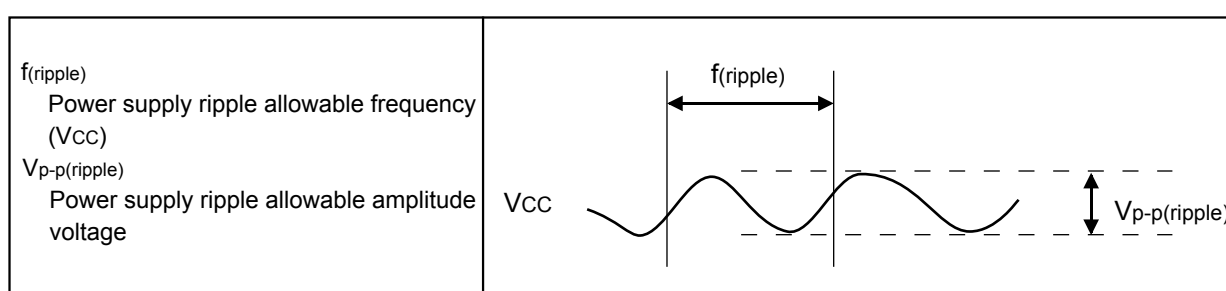 f(ripple)
Power supply ripple allowable frequency
(VCC)
Vp-p(ripple)
Power supply ripple allowable amplitude
voltage
f(ripple)
VCC
Vp-p(ripple)